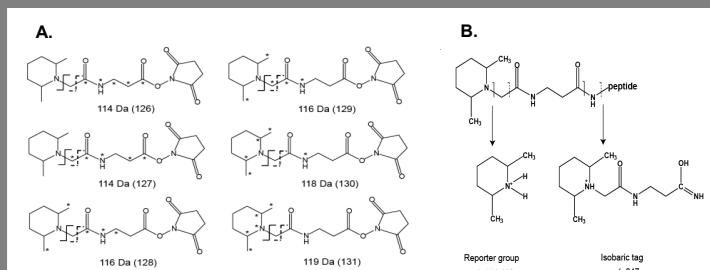 A.
114 Da (126)
116 Da (129)
114 Da (127)
118 Da (130)
116 Da (128)
119 Da (131)
B.
CH3
N
O
N
H
O
N
H
peptide
CH3
CH3
N+
H
H
CH3
CH3
NH
O
N
H
OH
C
NH
CH3
Reporter group
Isobaric tag